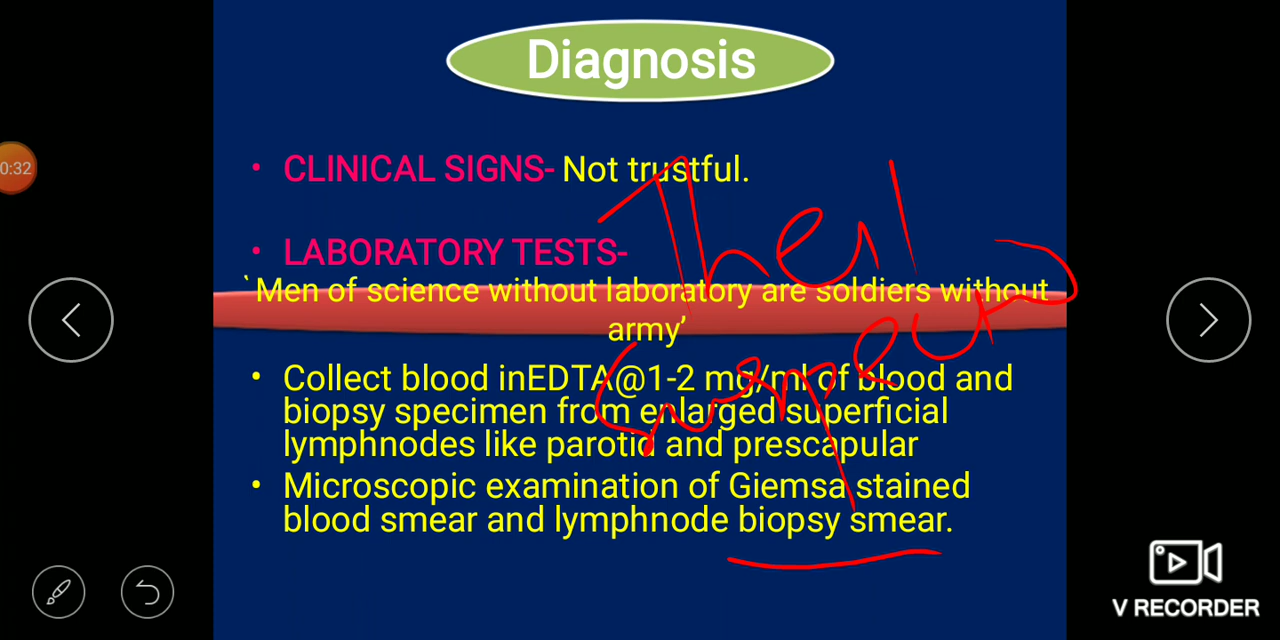 Diagnosis
• CLINICAL SIGNS- Not trustful.
0:32
• LABORATORY TESTS-
‵ Men of science without laboratory are soldiers without
army’
• Collect blood inEDTA@1-2 mg/ml of blood and
biopsy specimen from enlarged superficial
lymphnodes like parotid and prescapular
• Microscopic examination of Giemsa stained
blood smear and lymphnode biopsy smear.
V RECORDER